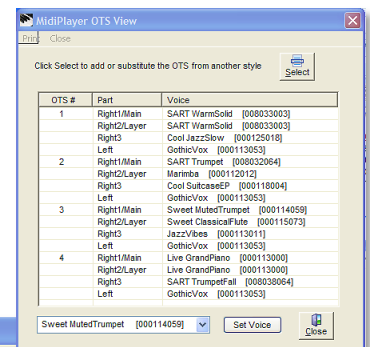 MidiPlayer OTS View
Print Close
Click Select to add or substitute the OTS from another style
Select
OTS # Part Voice
1 Right1/Main SART WarmSolid [008033003]
Right2/Layer SART WarmSolid [008033003]
Right3 Cool JazzSlow [000125018]
Left GothicVox [000113053]
2 Right1/Main SART Trumpet [008032064]
Right2/Layer Marimba [000112012]
Right3 Cool SuitcaseEP [000118004]
Left GothicVox [000113053]
3 Right1/Main Sweet MutedTrumpet [000114059]
Right2/Layer Sweet ClassicalFlute [000115073]
Right3 JazzVibes [000113011]
Left GothicVox [000113053]
4 Right1/Main Live GrandPiano [000113000]
Right2/Layer Live GrandPiano [000113000]
Right3 SART TrumpetFall [008038064]
Left GothicVox [000113053]
Sweet MutedTrumpet [000114059] Set Voice Close